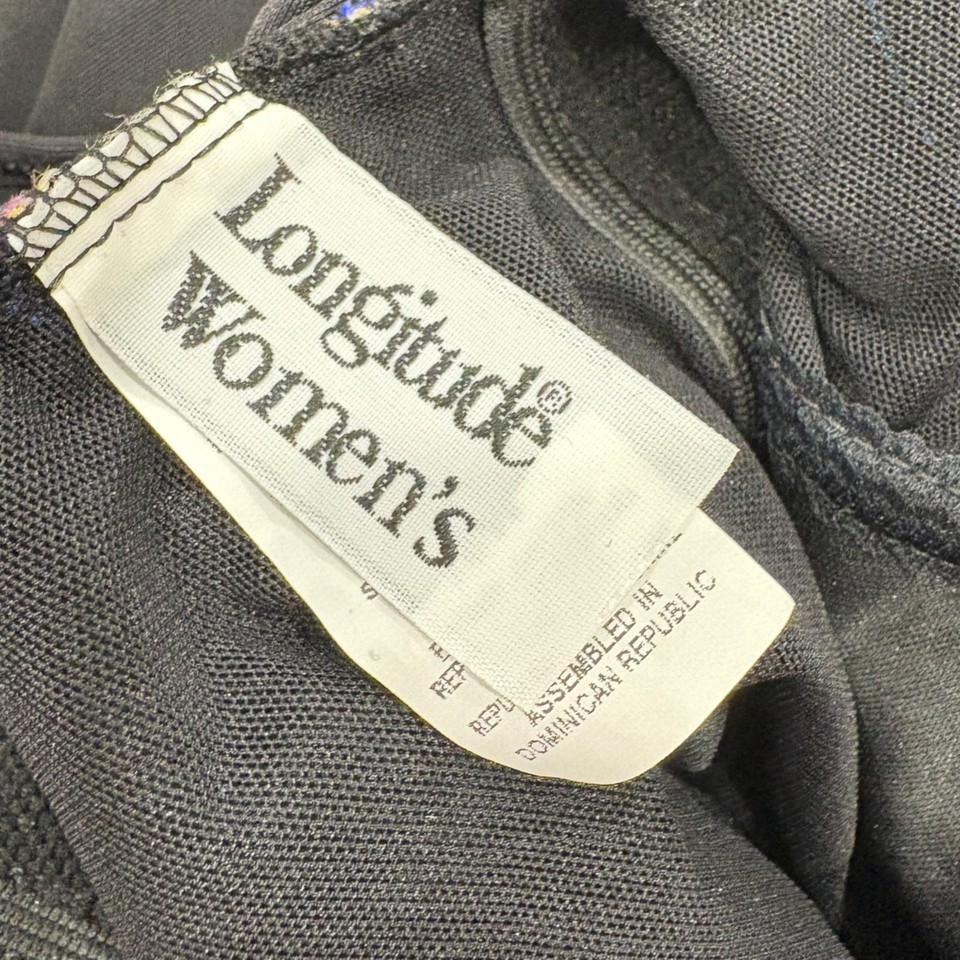 Longitude®
Women's
ASSEMBLED IN
DOMINICAN REPUBLIC